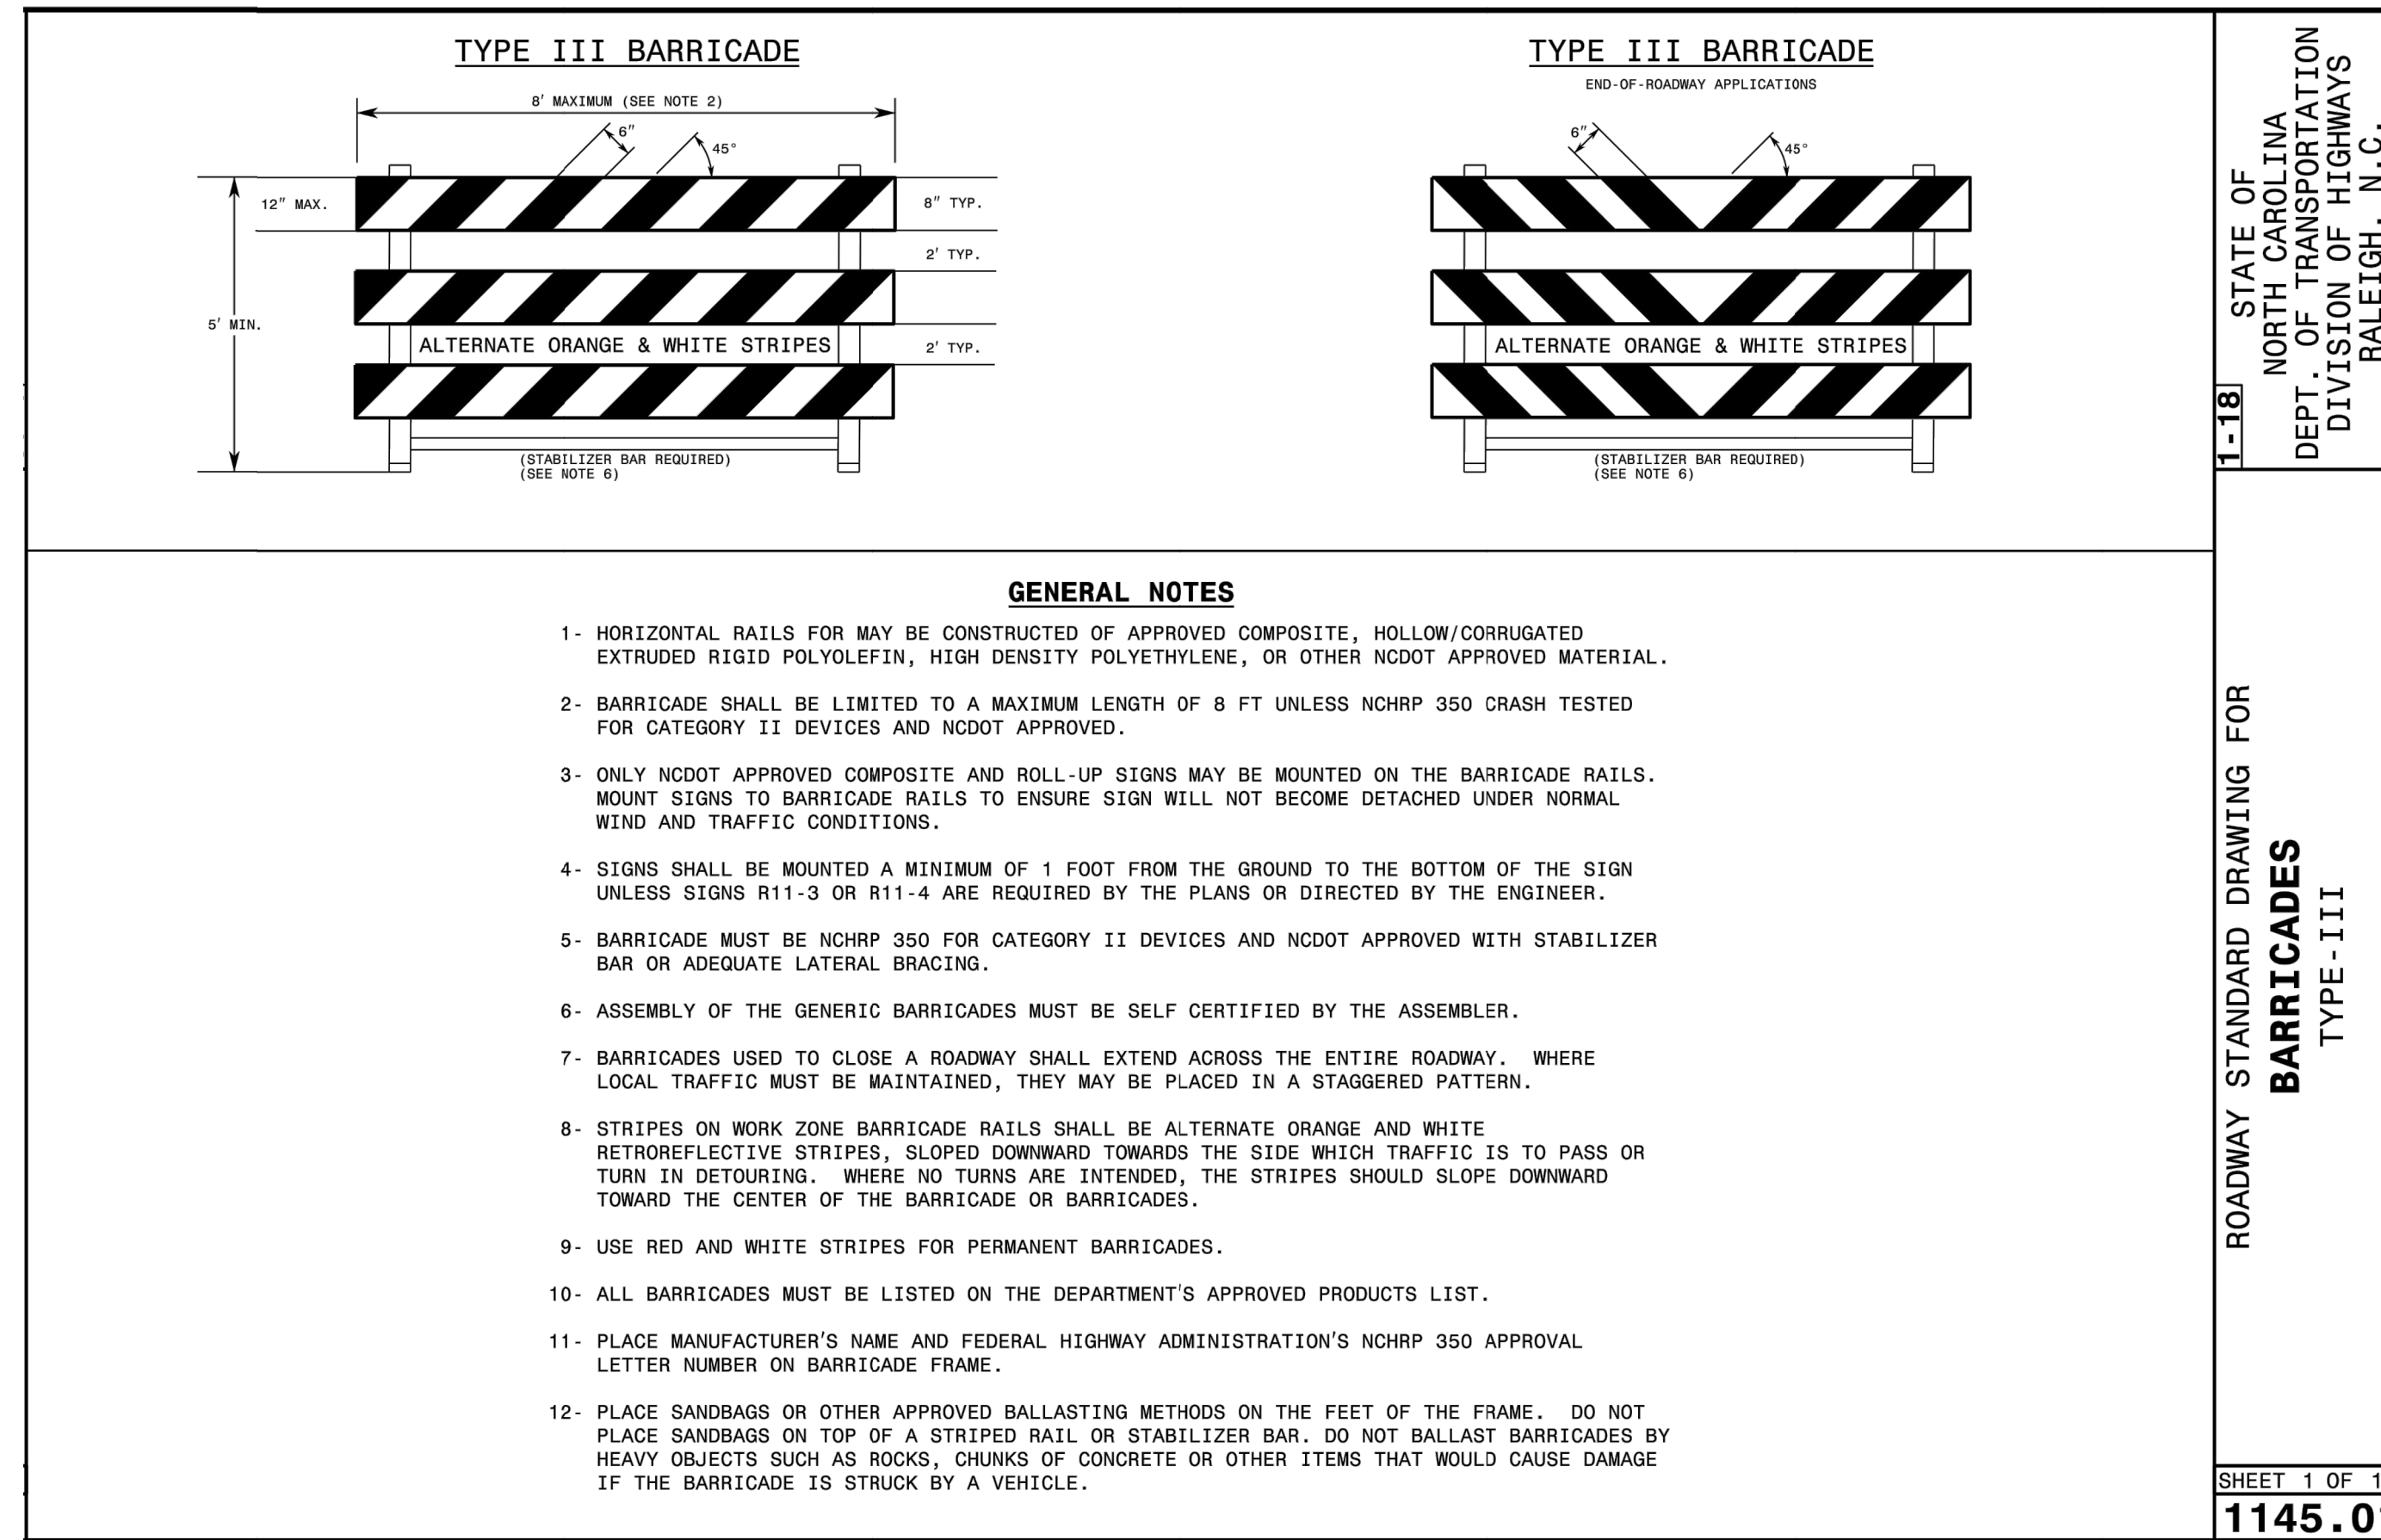 TYPE III BARRICADE
8' MAXIMUM (SEE NOTE 2)
6"
45°
12" MAX.
8" TYP.
2' TYP.
5' MIN.
ALTERNATE ORANGE & WHITE STRIPES
2' TYP.
(STABILIZER BAR REQUIRED)
(SEE NOTE 6)
TYPE III BARRICADE
END-OF-ROADWAY APPLICATIONS
6"
45°
ALTERNATE ORANGE & WHITE STRIPES
(STABILIZER BAR REQUIRED)
(SEE NOTE 6)
GENERAL NOTES
1- HORIZONTAL RAILS FOR MAY BE CONSTRUCTED OF APPROVED COMPOSITE, HOLLOW/CORRUGATED
EXTRUDED RIGID POLYOLEFIN, HIGH DENSITY POLYETHYLENE, OR OTHER NCDOT APPROVED MATERIAL.
2- BARRICADE SHALL BE LIMITED TO A MAXIMUM LENGTH OF 8 FT UNLESS NCHRP 350 CRASH TESTED
FOR CATEGORY II DEVICES AND NCDOT APPROVED.
3- ONLY NCDOT APPROVED COMPOSITE AND ROLL-UP SIGNS MAY BE MOUNTED ON THE BARRICADE RAILS.
MOUNT SIGNS TO BARRICADE RAILS TO ENSURE SIGN WILL NOT BECOME DETACHED UNDER NORMAL
WIND AND TRAFFIC CONDITIONS.
4- SIGNS SHALL BE MOUNTED A MINIMUM OF 1 FOOT FROM THE GROUND TO THE BOTTOM OF THE SIGN
UNLESS SIGNS R11-3 OR R11-4 ARE REQUIRED BY THE PLANS OR DIRECTED BY THE ENGINEER.
5- BARRICADE MUST BE NCHRP 350 FOR CATEGORY II DEVICES AND NCDOT APPROVED WITH STABILIZER
BAR OR ADEQUATE LATERAL BRACING.
6- ASSEMBLY OF THE GENERIC BARRICADES MUST BE SELF CERTIFIED BY THE ASSEMBLER.
7- BARRICADES USED TO CLOSE A ROADWAY SHALL EXTEND ACROSS THE ENTIRE ROADWAY. WHERE
LOCAL TRAFFIC MUST BE MAINTAINED, THEY MAY BE PLACED IN A STAGGERED PATTERN.
8- STRIPES ON WORK ZONE BARRICADE RAILS SHALL BE ALTERNATE ORANGE AND WHITE
RETROREFLECTIVE STRIPES, SLOPED DOWNWARD TOWARDS THE SIDE WHICH TRAFFIC IS TO PASS OR
TURN IN DETOURING. WHERE NO TURNS ARE INTENDED, THE STRIPES SHOULD SLOPE DOWNWARD
TOWARD THE CENTER OF THE BARRICADE OR BARRICADES.
9- USE RED AND WHITE STRIPES FOR PERMANENT BARRICADES.
10- ALL BARRICADES MUST BE LISTED ON THE DEPARTMENT'S APPROVED PRODUCTS LIST.
11- PLACE MANUFACTURER'S NAME AND FEDERAL HIGHWAY ADMINISTRATION'S NCHRP 350 APPROVAL
LETTER NUMBER ON BARRICADE FRAME.
12- PLACE SANDBAGS OR OTHER APPROVED BALLASTING METHODS ON THE FEET OF THE FRAME. DO NOT
PLACE SANDBAGS ON TOP OF A STRIPED RAIL OR STABILIZER BAR. DO NOT BALLAST BARRICADES BY
HEAVY OBJECTS SUCH AS ROCKS, CHUNKS OF CONCRETE OR OTHER ITEMS THAT WOULD CAUSE DAMAGE
IF THE BARRICADE IS STRUCK BY A VEHICLE.
1-18
STATE OF
NORTH CAROLINA
DEPT. OF TRANSPORTATION
DIVISION OF HIGHWAYS
RALEIGH, N.C.
ROADWAY STANDARD DRAWING FOR
BARRICADES
TYPE-III
SHEET 1 OF 1
1145.01